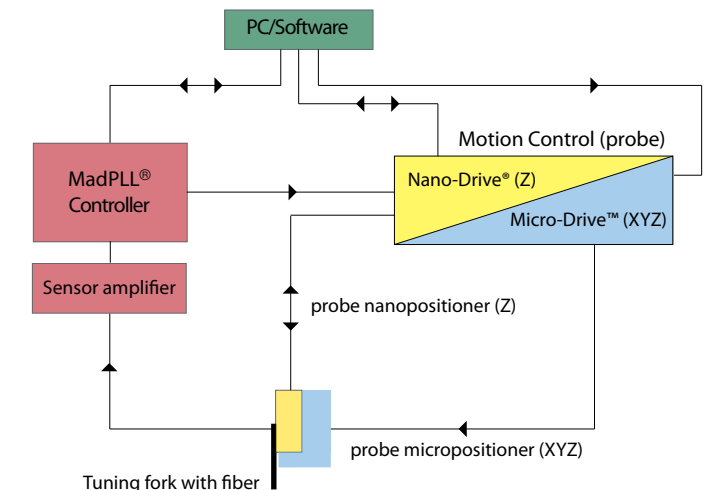 PC/Software
Motion Control (probe)
MadPLL®
Controller
Nano-Drive® (Z)
Micro-Drive™ (XYZ)
Sensor amplifier
probe nanopositioner (Z)
probe micropositioner (XYZ)
Tuning fork with fiber